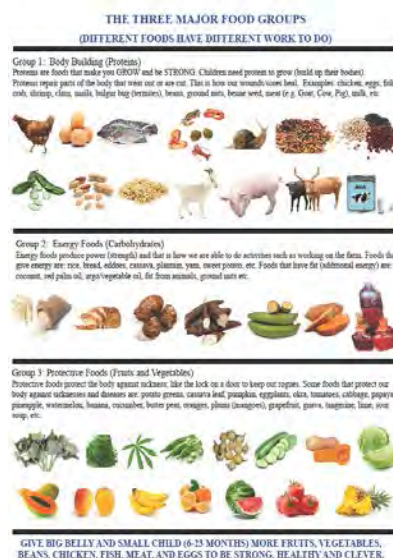 THE THREE MAJOR FOOD GROUPS
(DIFFERENT FOODS HAVE DIFFERENT WORK TO DO)
Group 1: Body Building (Proteins)
Proteins are foods that make you GROW and be STRONG. Children need protein to grow (build up their bodies).
Proteins repair parts of the body that wear out or are cut. This is how our wounds/sores heal. Examples: chicken, eggs, fish,
crab, shrimp, clams, snails, bulgur bug (termites), beans, ground nuts, benne seed, meat (e.g. Goat, Cow, Pig), milk, etc.
Group 2: Energy Foods (Carbohydrates)
Energy foods produce power (strength) and that is how we are able to do activities such as working on the farm. Foods that
give energy are: rice, bread, eddoes, cassava, plantain, yam, sweet potato, etc. Foods that have fat (additional energy) are:
coconut, red palm oil, argo/vegetable oil, fat from animals, ground nuts etc.
Group 3: Protective Foods (Fruits and Vegetables)
Protective foods protect the body against sickness; like the lock on a door to keep out rogues. Some foods that protect our
body against sicknesses and diseases are: potato greens, cassava leaf, pumpkin, eggplants, okra, tomatoes, cabbage, papaya,
pineapple, watermelon, banana, cucumber, butter pear, oranges, plums (mangoes), grapefruit, guava, tangerine, lime, sour
soup, etc.
GIVE BIG BELLY AND SMALL CHILD (6-23 MONTHS) MORE FRUITS, VEGETABLES,
BEANS, CHICKEN, FISH, MEAT, AND EGGS TO BE STRONG, HEALTHY AND CLEVER.